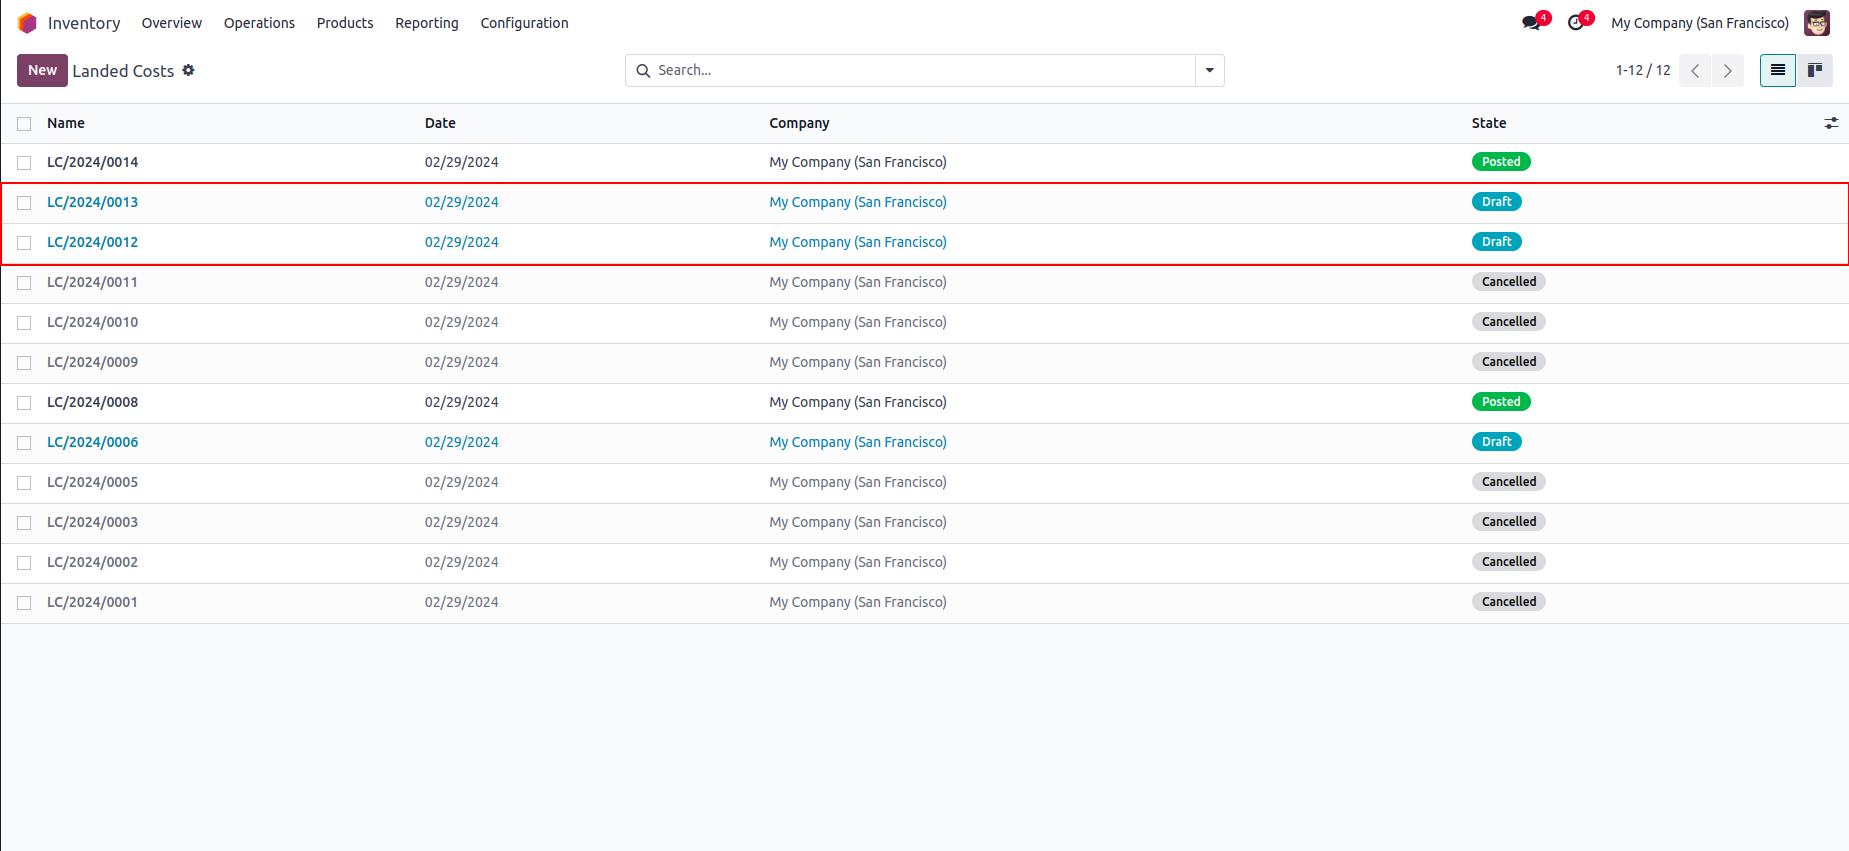 Inventory Overview Operations Products Reporting Configuration 4 4 My Company (San Francisco)
New Landed Costs Search... 1-12 / 12
Name Date Company State
LC/2024/0014 02/29/2024 My Company (San Francisco) Posted
LC/2024/0013 02/29/2024 My Company (San Francisco) Draft
LC/2024/0012 02/29/2024 My Company (San Francisco) Draft
LC/2024/0011 02/29/2024 My Company (San Francisco) Cancelled
LC/2024/0010 02/29/2024 My Company (San Francisco) Cancelled
LC/2024/0009 02/29/2024 My Company (San Francisco) Cancelled
LC/2024/0008 02/29/2024 My Company (San Francisco) Posted
LC/2024/0006 02/29/2024 My Company (San Francisco) Draft
LC/2024/0005 02/29/2024 My Company (San Francisco) Cancelled
LC/2024/0003 02/29/2024 My Company (San Francisco) Cancelled
LC/2024/0002 02/29/2024 My Company (San Francisco) Cancelled
LC/2024/0001 02/29/2024 My Company (San Francisco) Cancelled